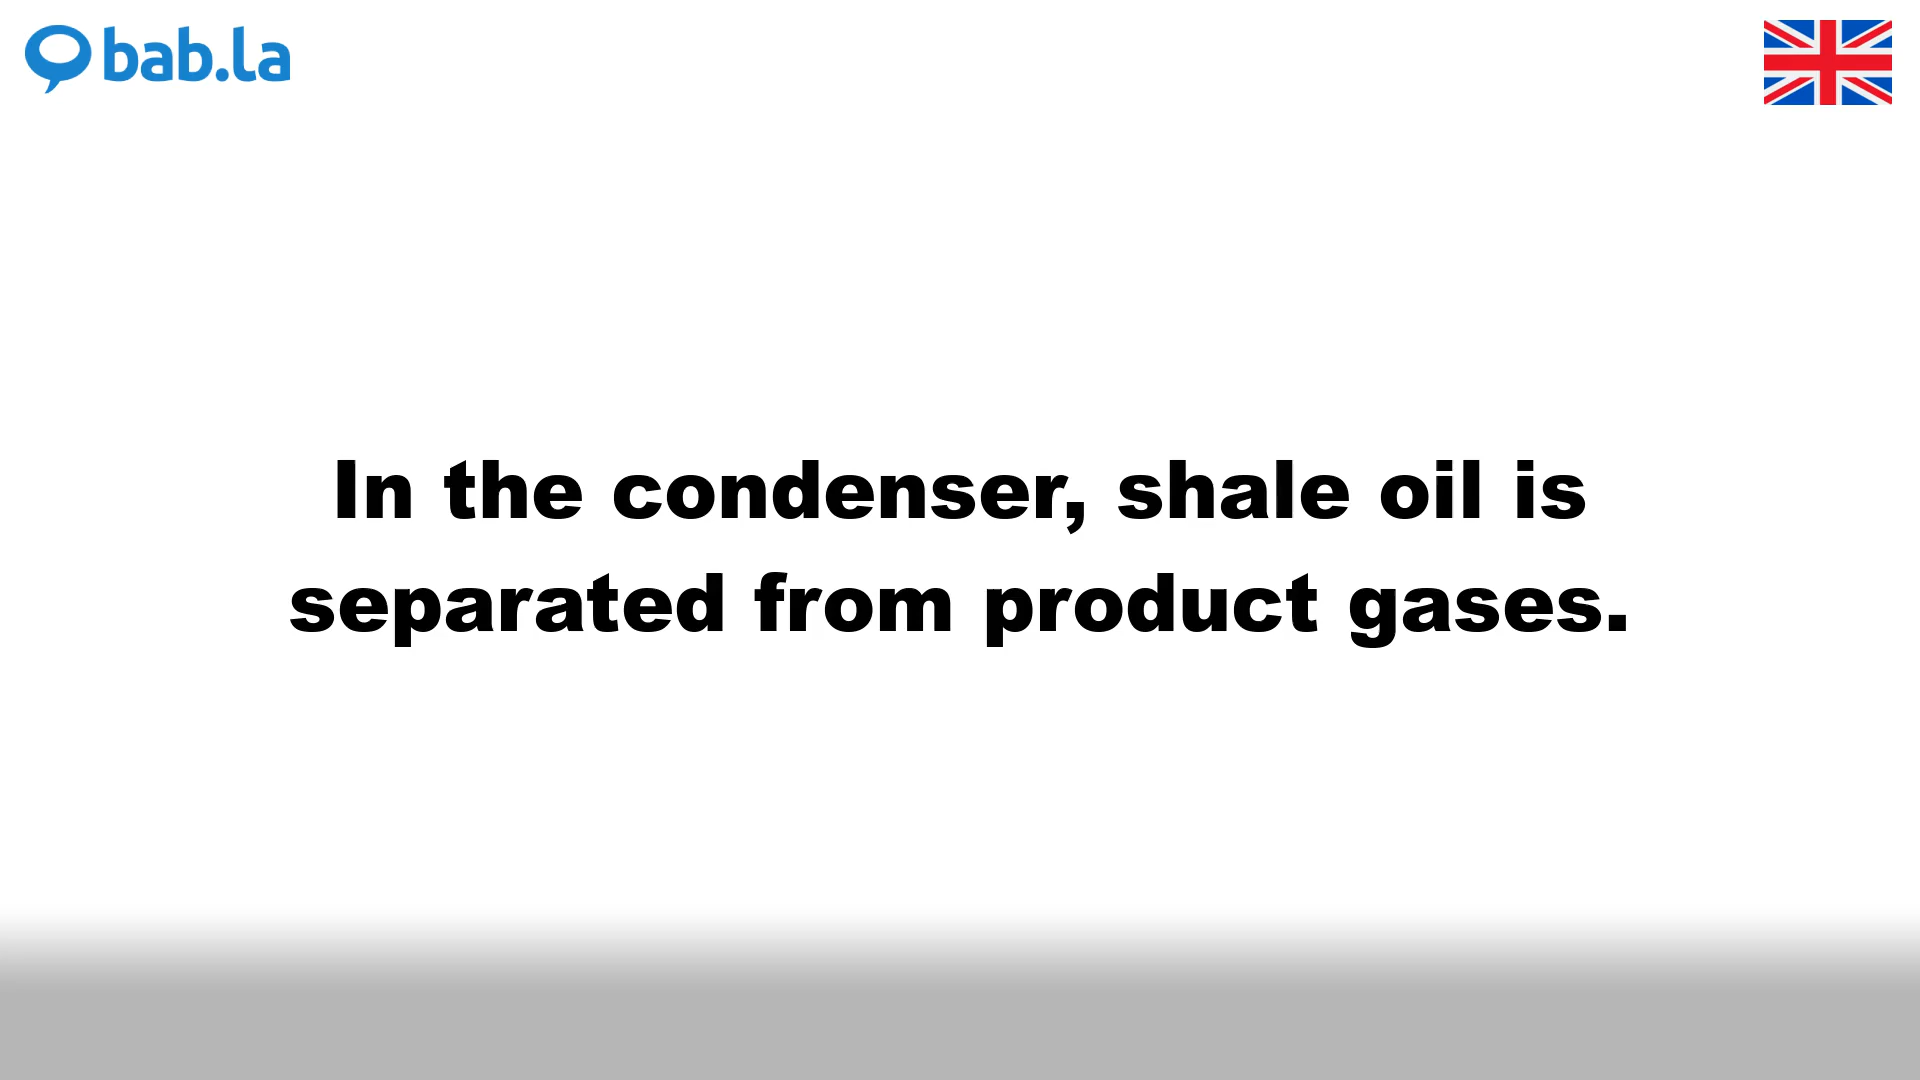 bab.la
In the condenser, shale oil is
separated from product gases.